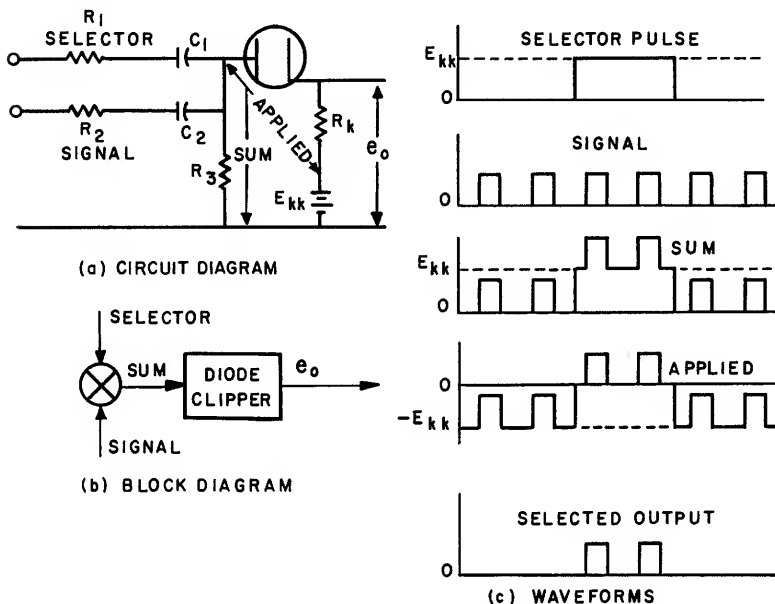 R1
SELECTOR
C1
R2
SIGNAL
C2
APPLIED
SUM
R3
Rk
Ekk
eo
(a) CIRCUIT DIAGRAM
SELECTOR
SUM
DIODE
CLIPPER
eo
SIGNAL
(b) BLOCK DIAGRAM
SELECTOR PULSE
Ekk
0
SIGNAL
0
SUM
Ekk
0
APPLIED
0
-Ekk
SELECTED OUTPUT
0
(c) WAVEFORMS